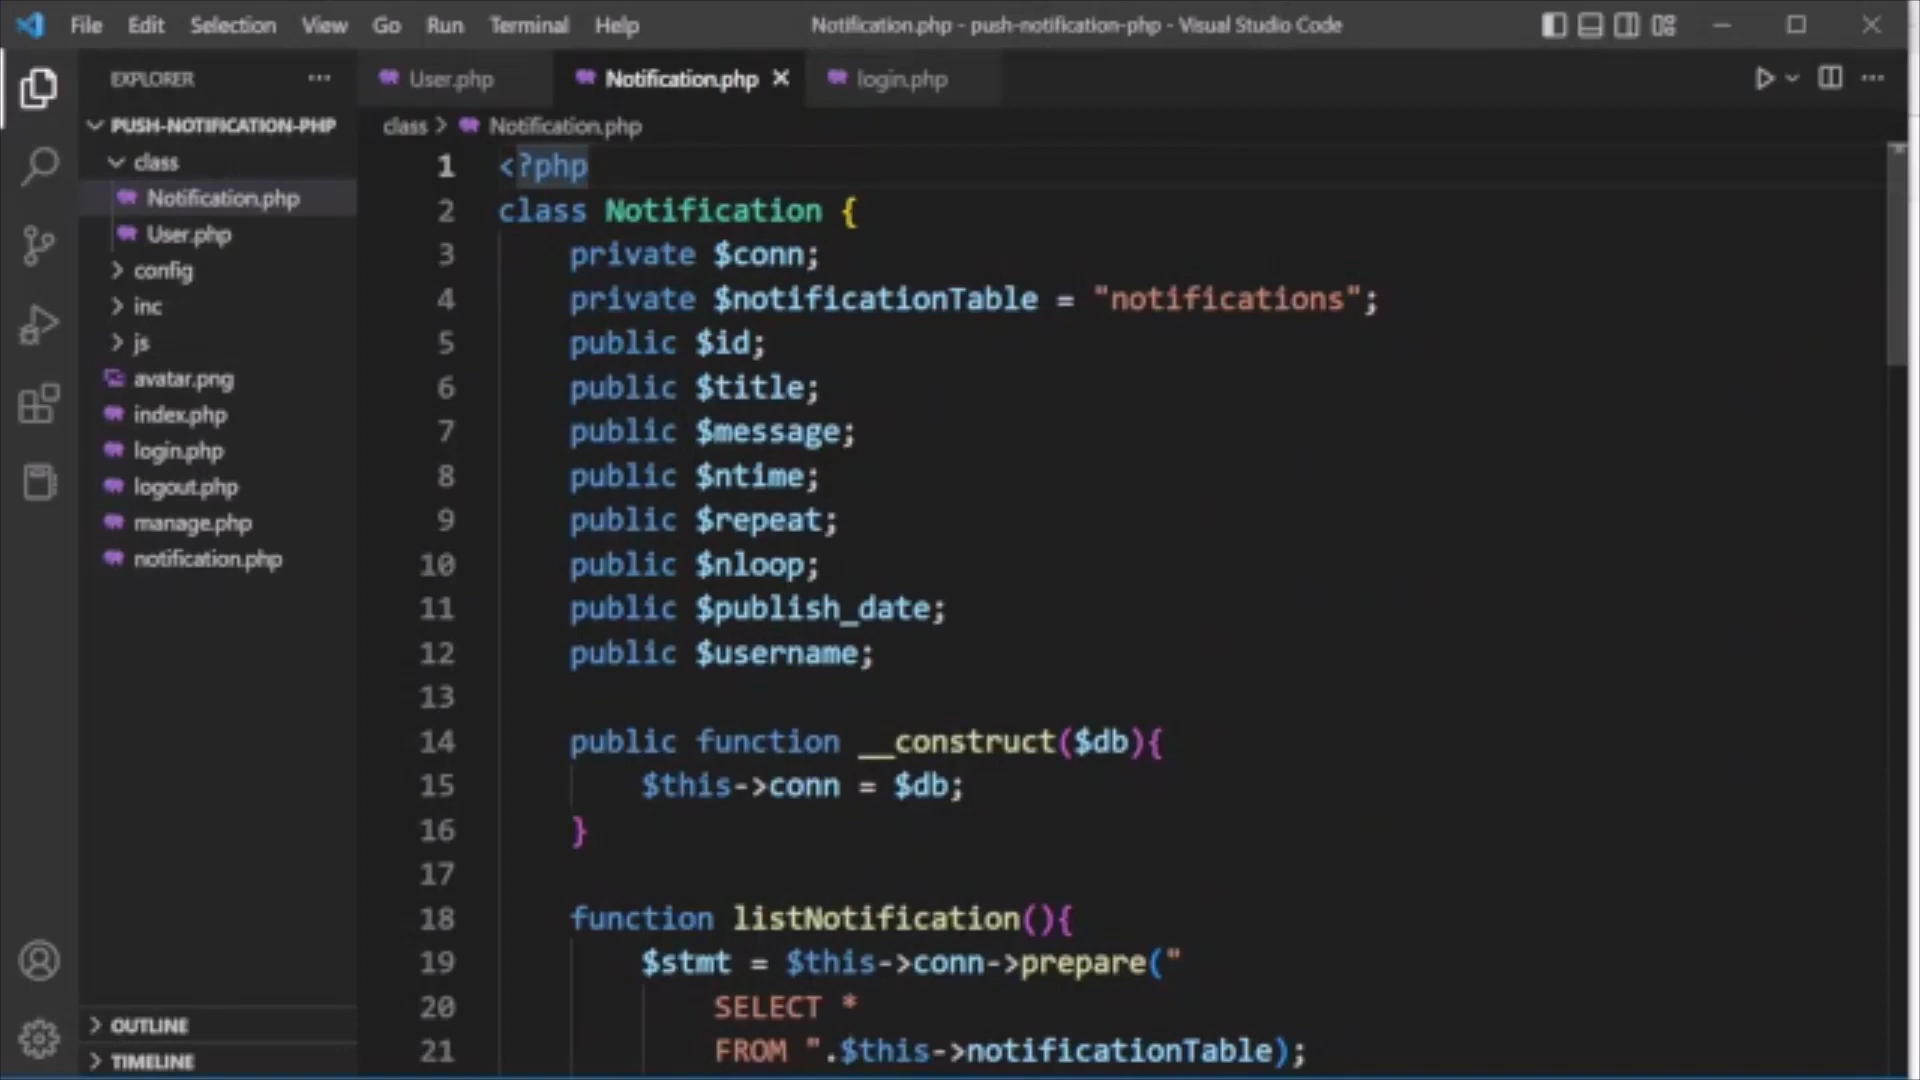 File Edit Selection View Go Run Terminal Help
Notification.php - push-notification-php - Visual Studio Code
EXPLORER
User.php
Notification.php
login.php
PUSH-NOTIFICATION-PHP
class
Notification.php
User.php
config
inc
js
avatar.png
index.php
login.php
logout.php
manage.php
notification.php
OUTLINE
TIMELINE
class > Notification.php
1 <?php
2 class Notification {
3 private $conn;
4 private $notificationTable = "notifications";
5 public $id;
6 public $title;
7 public $message;
8 public $ntime;
9 public $repeat;
10 public $nloop;
11 public $publish_date;
12 public $username;
13
14 public function __construct($db){
15 $this->conn = $db;
16 }
17
18 function listNotification(){
19 $stmt = $this->conn->prepare("
20 SELECT *
21 FROM ".$this->notificationTable);